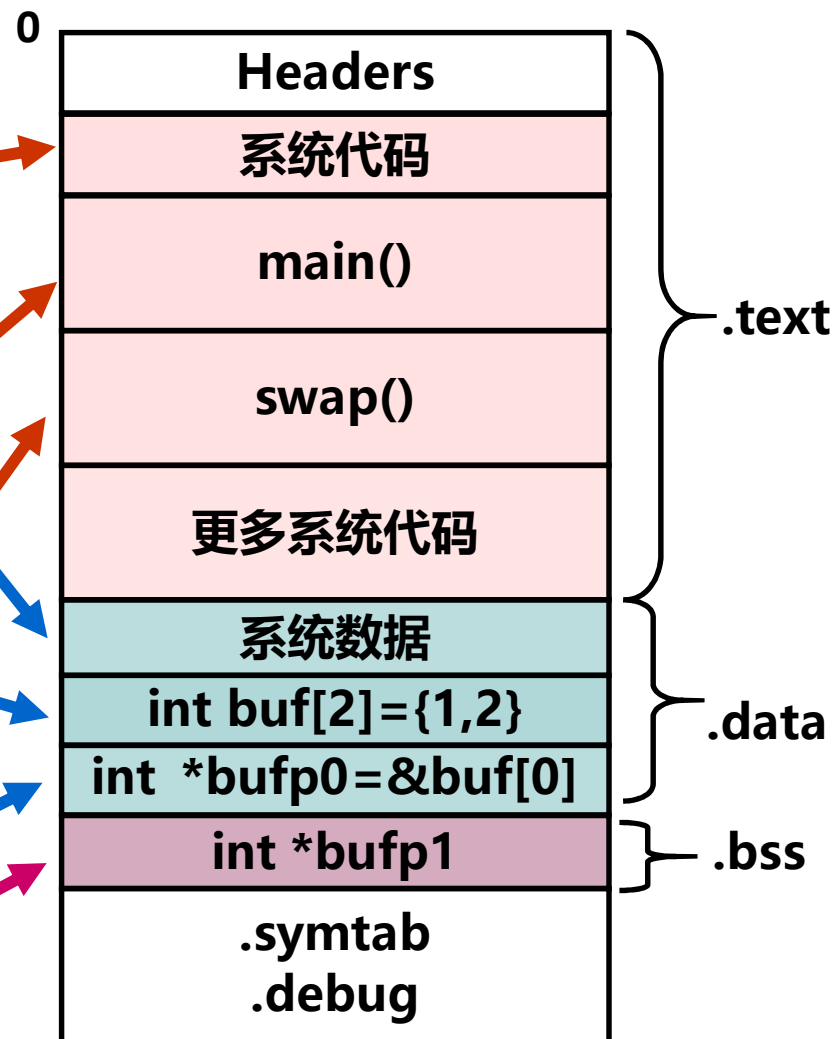 0
Headers
系统代码
main()
.text
swap()
更多系统代码
系统数据
int buf[2]={1,2}
.data
int *bufp0=&buf[0]
int *bufp1
.bss
.symtab
.debug